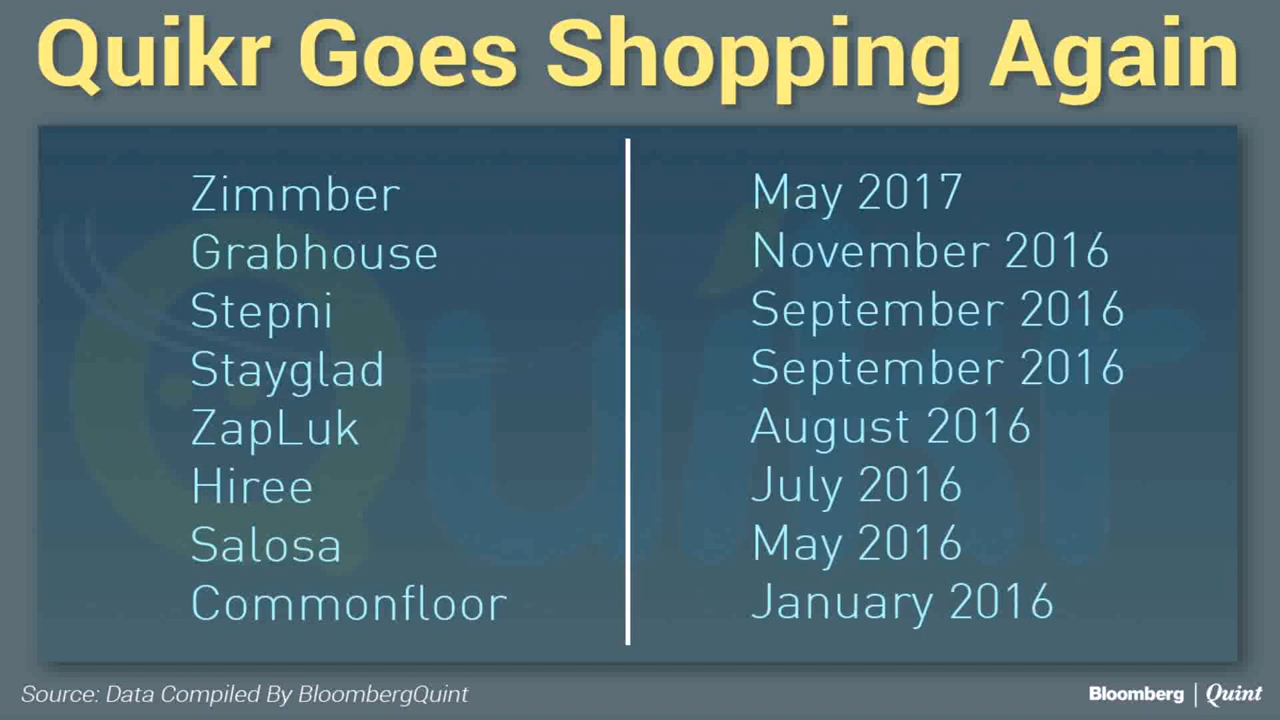 Quikr Goes Shopping Again
Zimmber May 2017
Grabhouse November 2016
Stepni September 2016
Stayglad September 2016
ZapLuk August 2016
Hiree July 2016
Salosa May 2016
Commonfloor January 2016
Quikr
Source: Data Compiled By BloombergQuint
Bloomberg | Quint